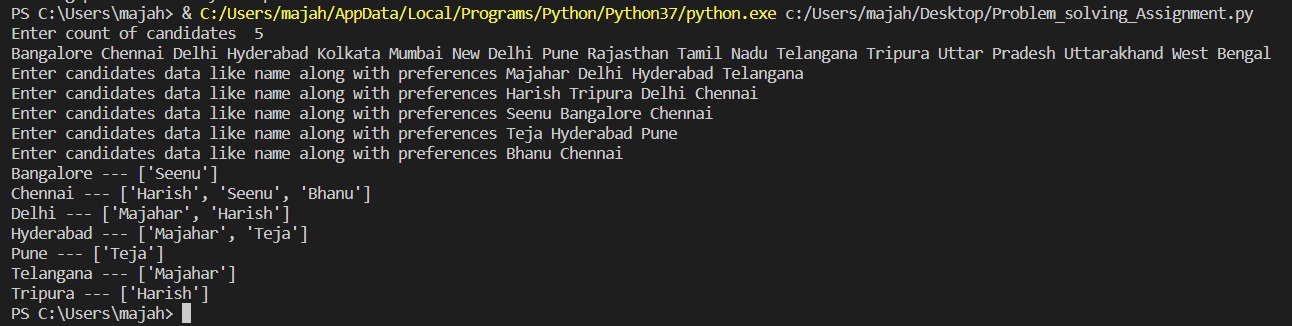 PS C:\Users\majah> & C:/Users/majah/AppData/Local/Programs/Python/Python37/python.exe c:/Users/majah/Desktop/Problem_solving_Assignment.py
Enter count of candidates  5
Bangalore Chennai Delhi Hyderabad Kolkata Mumbai New Delhi Pune Rajasthan Tamil Nadu Telangana Tripura Uttar Pradesh Uttarakhand West Bengal
Enter candidates data like name along with preferences Majahar Delhi Hyderabad Telangana
Enter candidates data like name along with preferences Harish Tripura Delhi Chennai
Enter candidates data like name along with preferences Seenu Bangalore Chennai
Enter candidates data like name along with preferences Teja Hyderabad Pune
Enter candidates data like name along with preferences Bhanu Chennai
Bangalore --- ['Seenu']
Chennai --- ['Harish', 'Seenu', 'Bhanu']
Delhi --- ['Majahar', 'Harish']
Hyderabad --- ['Majahar', 'Teja']
Pune --- ['Teja']
Telangana --- ['Majahar']
Tripura --- ['Harish']
PS C:\Users\majah>